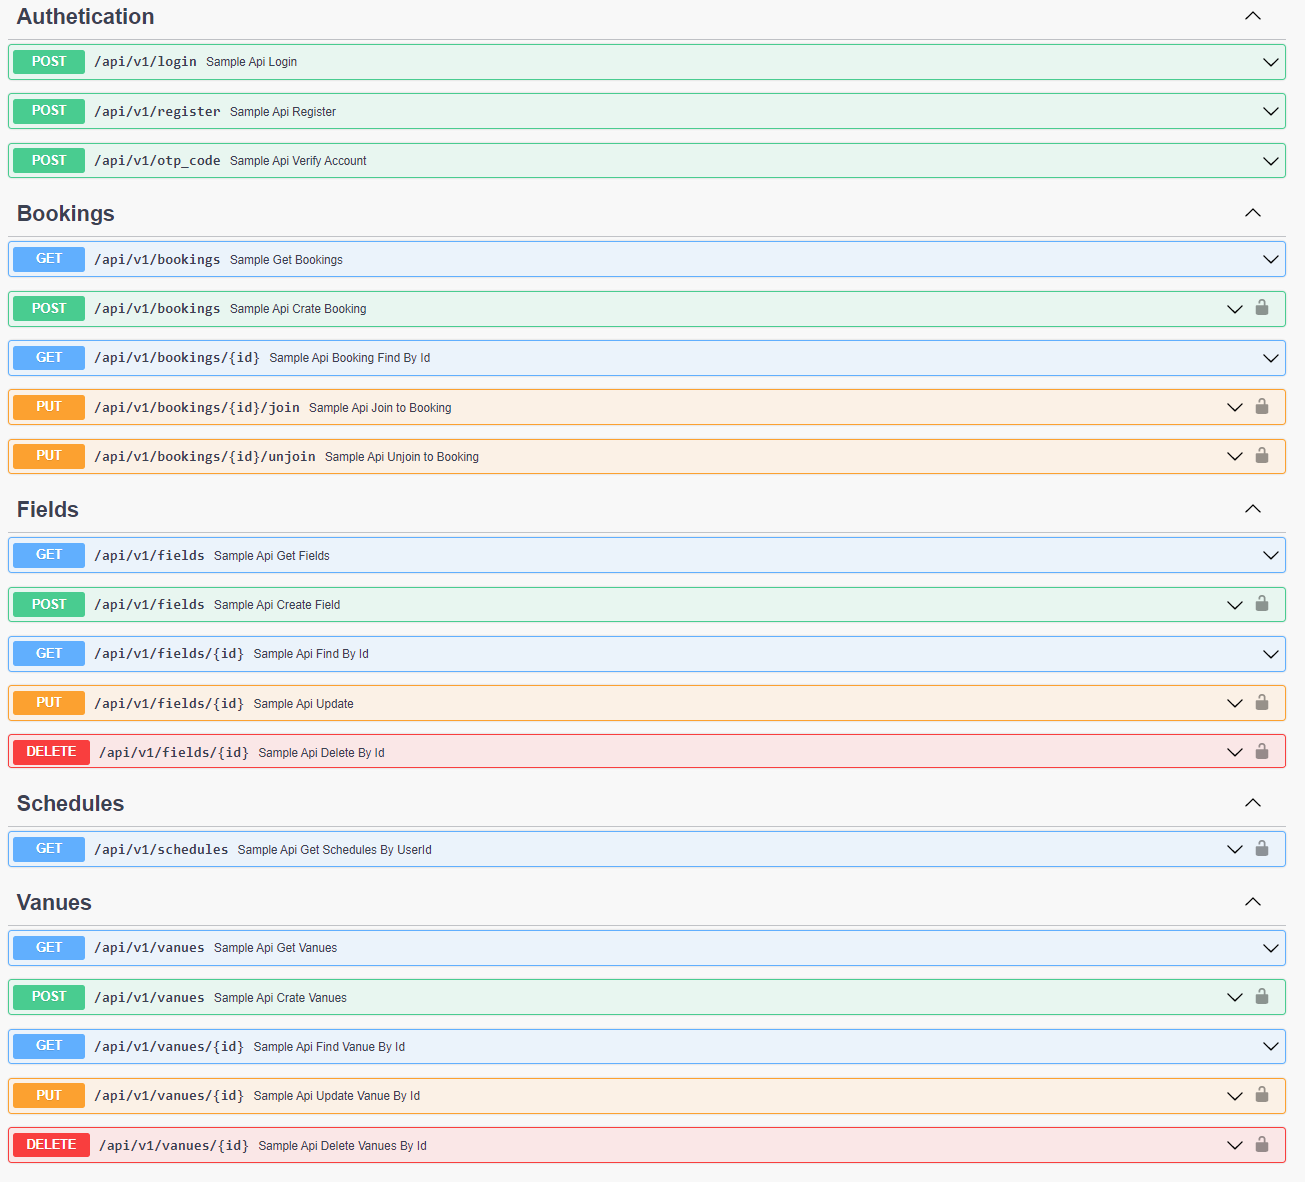 Authetication
POST /api/v1/login Sample Api Login
POST /api/v1/register Sample Api Register
POST /api/v1/otp_code Sample Api Verify Account
Bookings
GET /api/v1/bookings Sample Get Bookings
POST /api/v1/bookings Sample Api Crate Booking
GET /api/v1/bookings/{id} Sample Api Booking Find By Id
PUT /api/v1/bookings/{id}/join Sample Api Join to Booking
PUT /api/v1/bookings/{id}/unjoin Sample Api Unjoin to Booking
Fields
GET /api/v1/fields Sample Api Get Fields
POST /api/v1/fields Sample Api Create Field
GET /api/v1/fields/{id} Sample Api Find By Id
PUT /api/v1/fields/{id} Sample Api Update
DELETE /api/v1/fields/{id} Sample Api Delete By Id
Schedules
GET /api/v1/schedules Sample Api Get Schedules By UserId
Vanues
GET /api/v1/vanues Sample Api Get Vanues
POST /api/v1/vanues Sample Api Crate Vanues
GET /api/v1/vanues/{id} Sample Api Find Vanue By Id
PUT /api/v1/vanues/{id} Sample Api Update Vanue By Id
DELETE /api/v1/vanues/{id} Sample Api Delete Vanues By Id